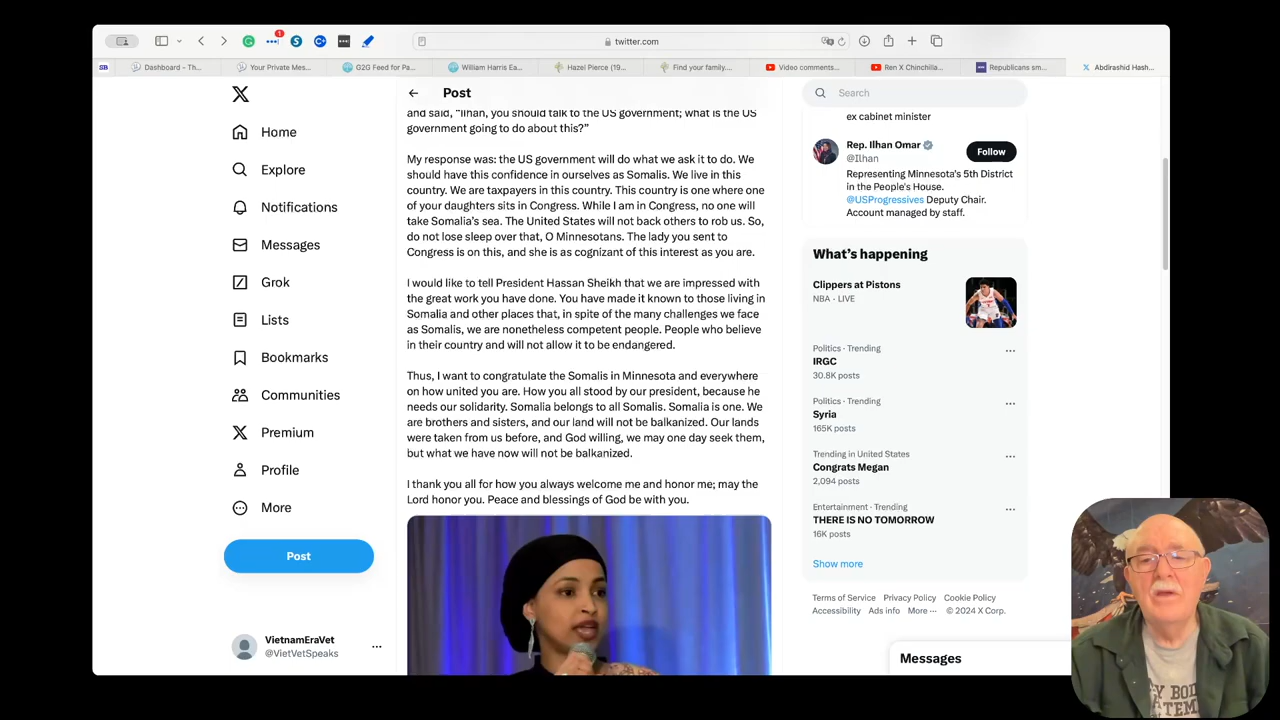 twitter.com
1
SB
Dashboard – Th...
Your Private Mes...
G2G Feed for Pa...
William Harris Ea...
Hazel Pierce (19...
Find your family....
Video comments...
Ren X Chinchilia...
Republicans sm...
Abdirashid Hash...
Home
Explore
Notifications
Messages
Grok
Lists
Bookmarks
Communities
Premium
Profile
More
Post
VietnamEraVet
@VietVetSpeaks
Post
and said, "Ilhan, you should talk to the US government; what is the US
government going to do about this?"
My response was: the US government will do what we ask it to do. We
should have this confidence in ourselves as Somalis. We live in this
country. We are taxpayers in this country. This country is one where one
of your daughters sits in Congress. While I am in Congress, no one will
take Somalia's sea. The United States will not back others to rob us. So,
do not lose sleep over that, O Minnesotans. The lady you sent to
Congress is on this, and she is as cognizant of this interest as you are.
I would like to tell President Hassan Sheikh that we are impressed with
the great work you have done. You have made it known to those living in
Somalia and other places that, in spite of the many challenges we face
as Somalis, we are nonetheless competent people. People who believe
in their country and will not allow it to be endangered.
Thus, I want to congratulate the Somalis in Minnesota and everywhere
on how united you are. How you all stood by our president, because he
needs our solidarity. Somalia belongs to all Somalis. Somalia is one. We
are brothers and sisters, and our land will not be balkanized. Our lands
were taken from us before, and God willing, we may one day seek them,
but what we have now will not be balkanized.
I thank you all for how you always welcome me and honor me; may the
Lord honor you. Peace and blessings of God be with you.
Search
ex cabinet minister
Rep. Ilhan Omar
@Ilhan
Follow
Representing Minnesota's 5th District
in the People's House.
@USProgressives Deputy Chair.
Account managed by staff.
What's happening
Clippers at Pistons
NBA · LIVE
Politics · Trending
IRGC
30.8K posts
Politics · Trending
Syria
165K posts
Trending in United States
Congrats Megan
2,094 posts
Entertainment · Trending
THERE IS NO TOMORROW
16K posts
Show more
Terms of Service Privacy Policy Cookie Policy
Accessibility Ads info More ··· © 2024 X Corp.
Messages